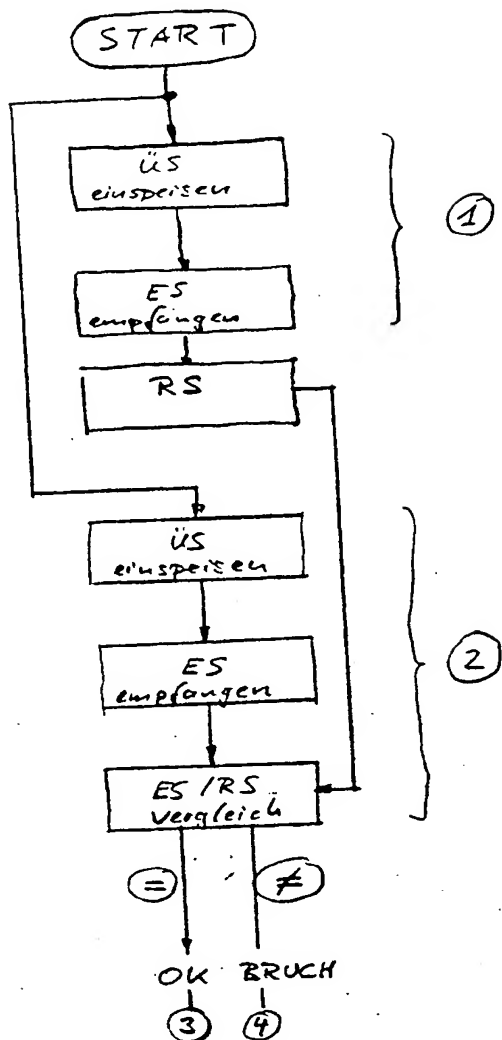 START
ÜS
einspeisen
1
ES
empfangen
RS
ÜS
einspeisen
2
ES
empfangen
ES/RS
vergleich
= ≠
OK BRUCH
3 4